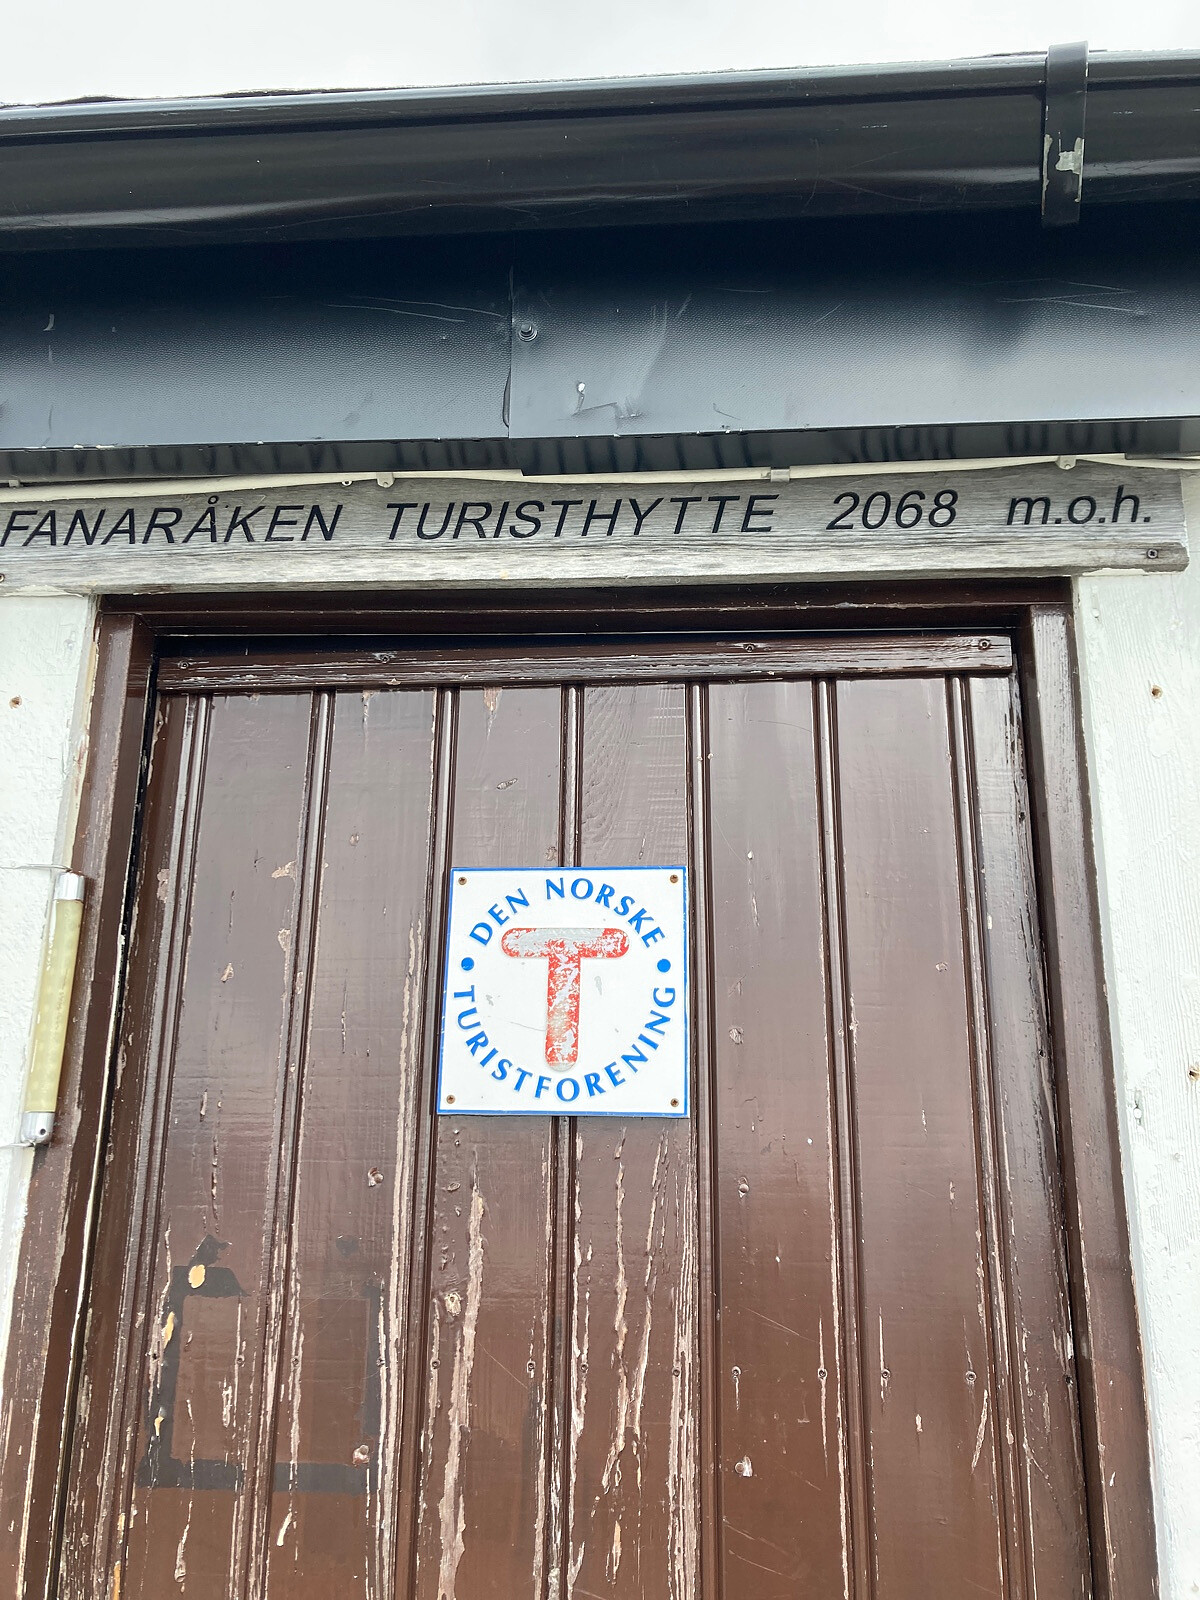 FANARÅKEN TURISTHYTTE 2068 m.o.h.
DEN NORSKE
T
• TURISTFORENING •